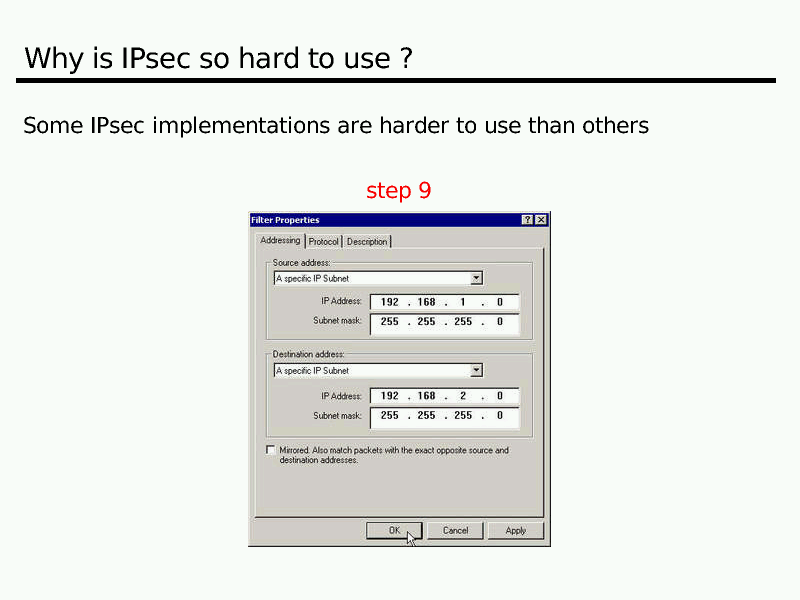 Why is IPsec so hard to use ?
Some IPsec implementations are harder to use than others
step 9
Filter Properties
Addressing Protocol Description
Source address:
A specific IP Subnet
IP Address: 192 . 168 . 1 . 0
Subnet mask: 255 . 255 . 255 . 0
Destination address:
A specific IP Subnet
IP Address: 192 . 168 . 2 . 0
Subnet mask: 255 . 255 . 255 . 0
Mirrored. Also match packets with the exact opposite source and
destination addresses.
OK Cancel Apply